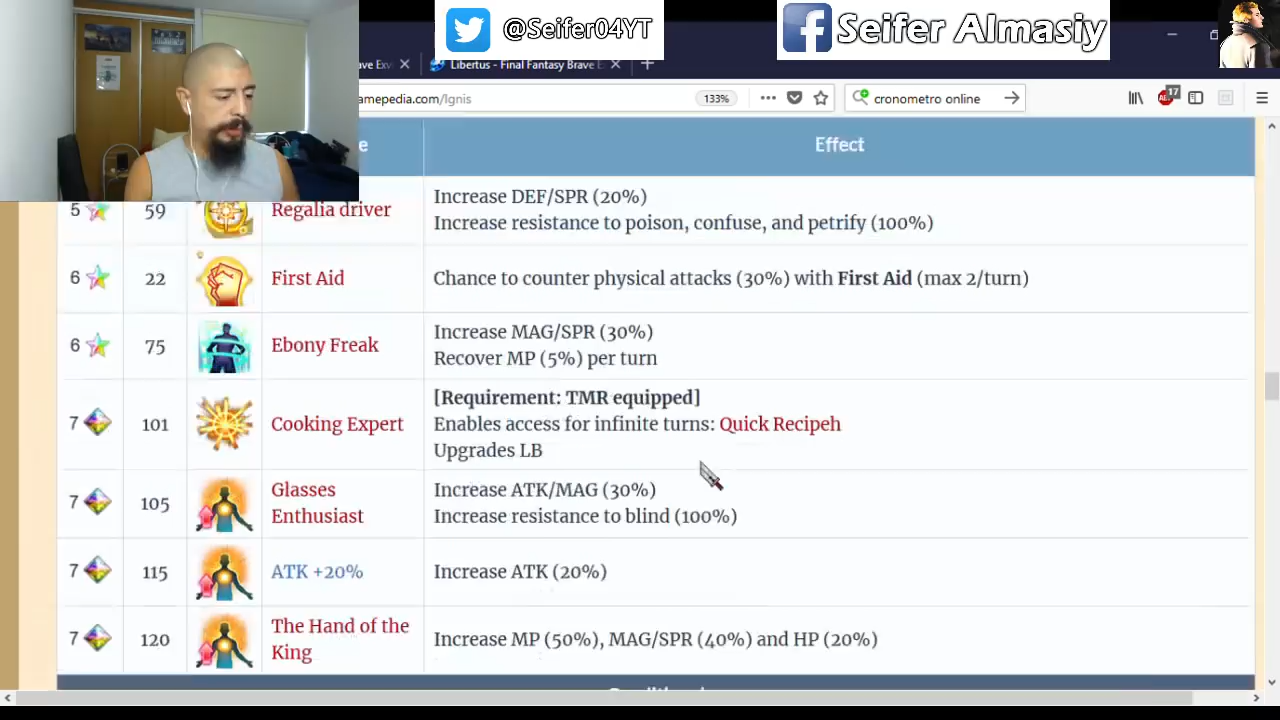 @Seifer04YT
Seifer Almasiy
ave Exv
Libertus - Final Fantasy Brave E
amepedia.com/Ignis
133%
cronometro online
17
e
Effect
5
59
Regalia driver
Increase DEF/SPR (20%)
Increase resistance to poison, confuse, and petrify (100%)
6
22
First Aid
Chance to counter physical attacks (30%) with First Aid (max 2/turn)
6
75
Ebony Freak
Increase MAG/SPR (30%)
Recover MP (5%) per turn
7
101
Cooking Expert
[Requirement: TMR equipped]
Enables access for infinite turns: Quick Recipeh
Upgrades LB
7
105
Glasses
Enthusiast
Increase ATK/MAG (30%)
Increase resistance to blind (100%)
7
115
ATK +20%
Increase ATK (20%)
7
120
The Hand of the
King
Increase MP (50%), MAG/SPR (40%) and HP (20%)